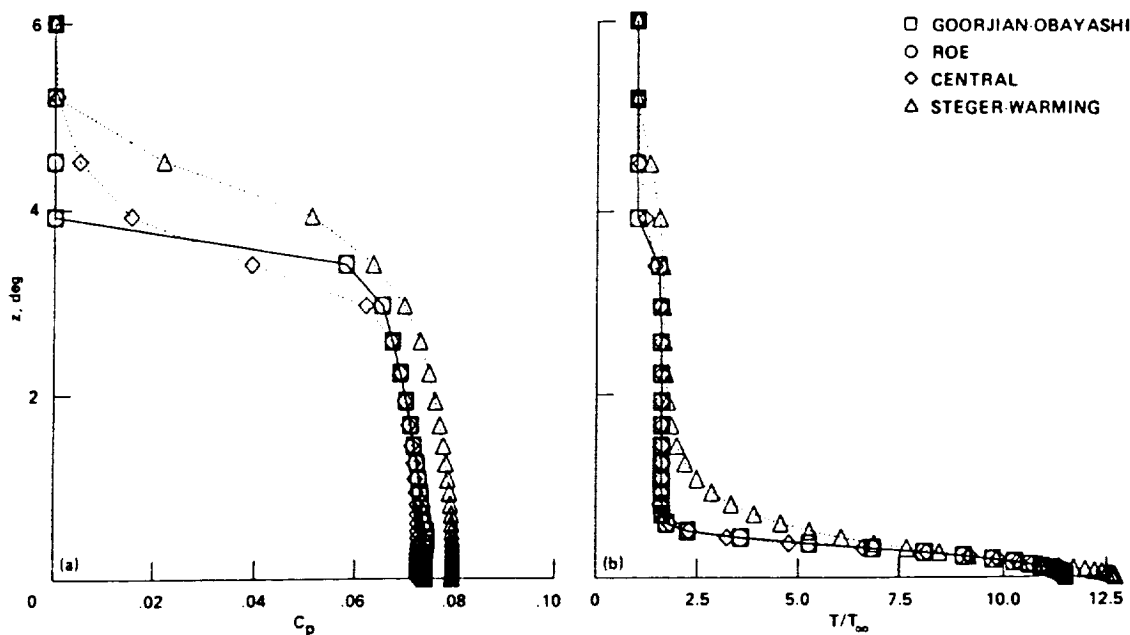 GOORJIAN-OBAYASHI
ROE
CENTRAL
STEGER-WARMING
6
4
2
z, deg
(a)
0 .02 .04 .06 .08 .10
Cp
(b)
0 2.5 5.0 7.5 10.0 12.5
T/T∞